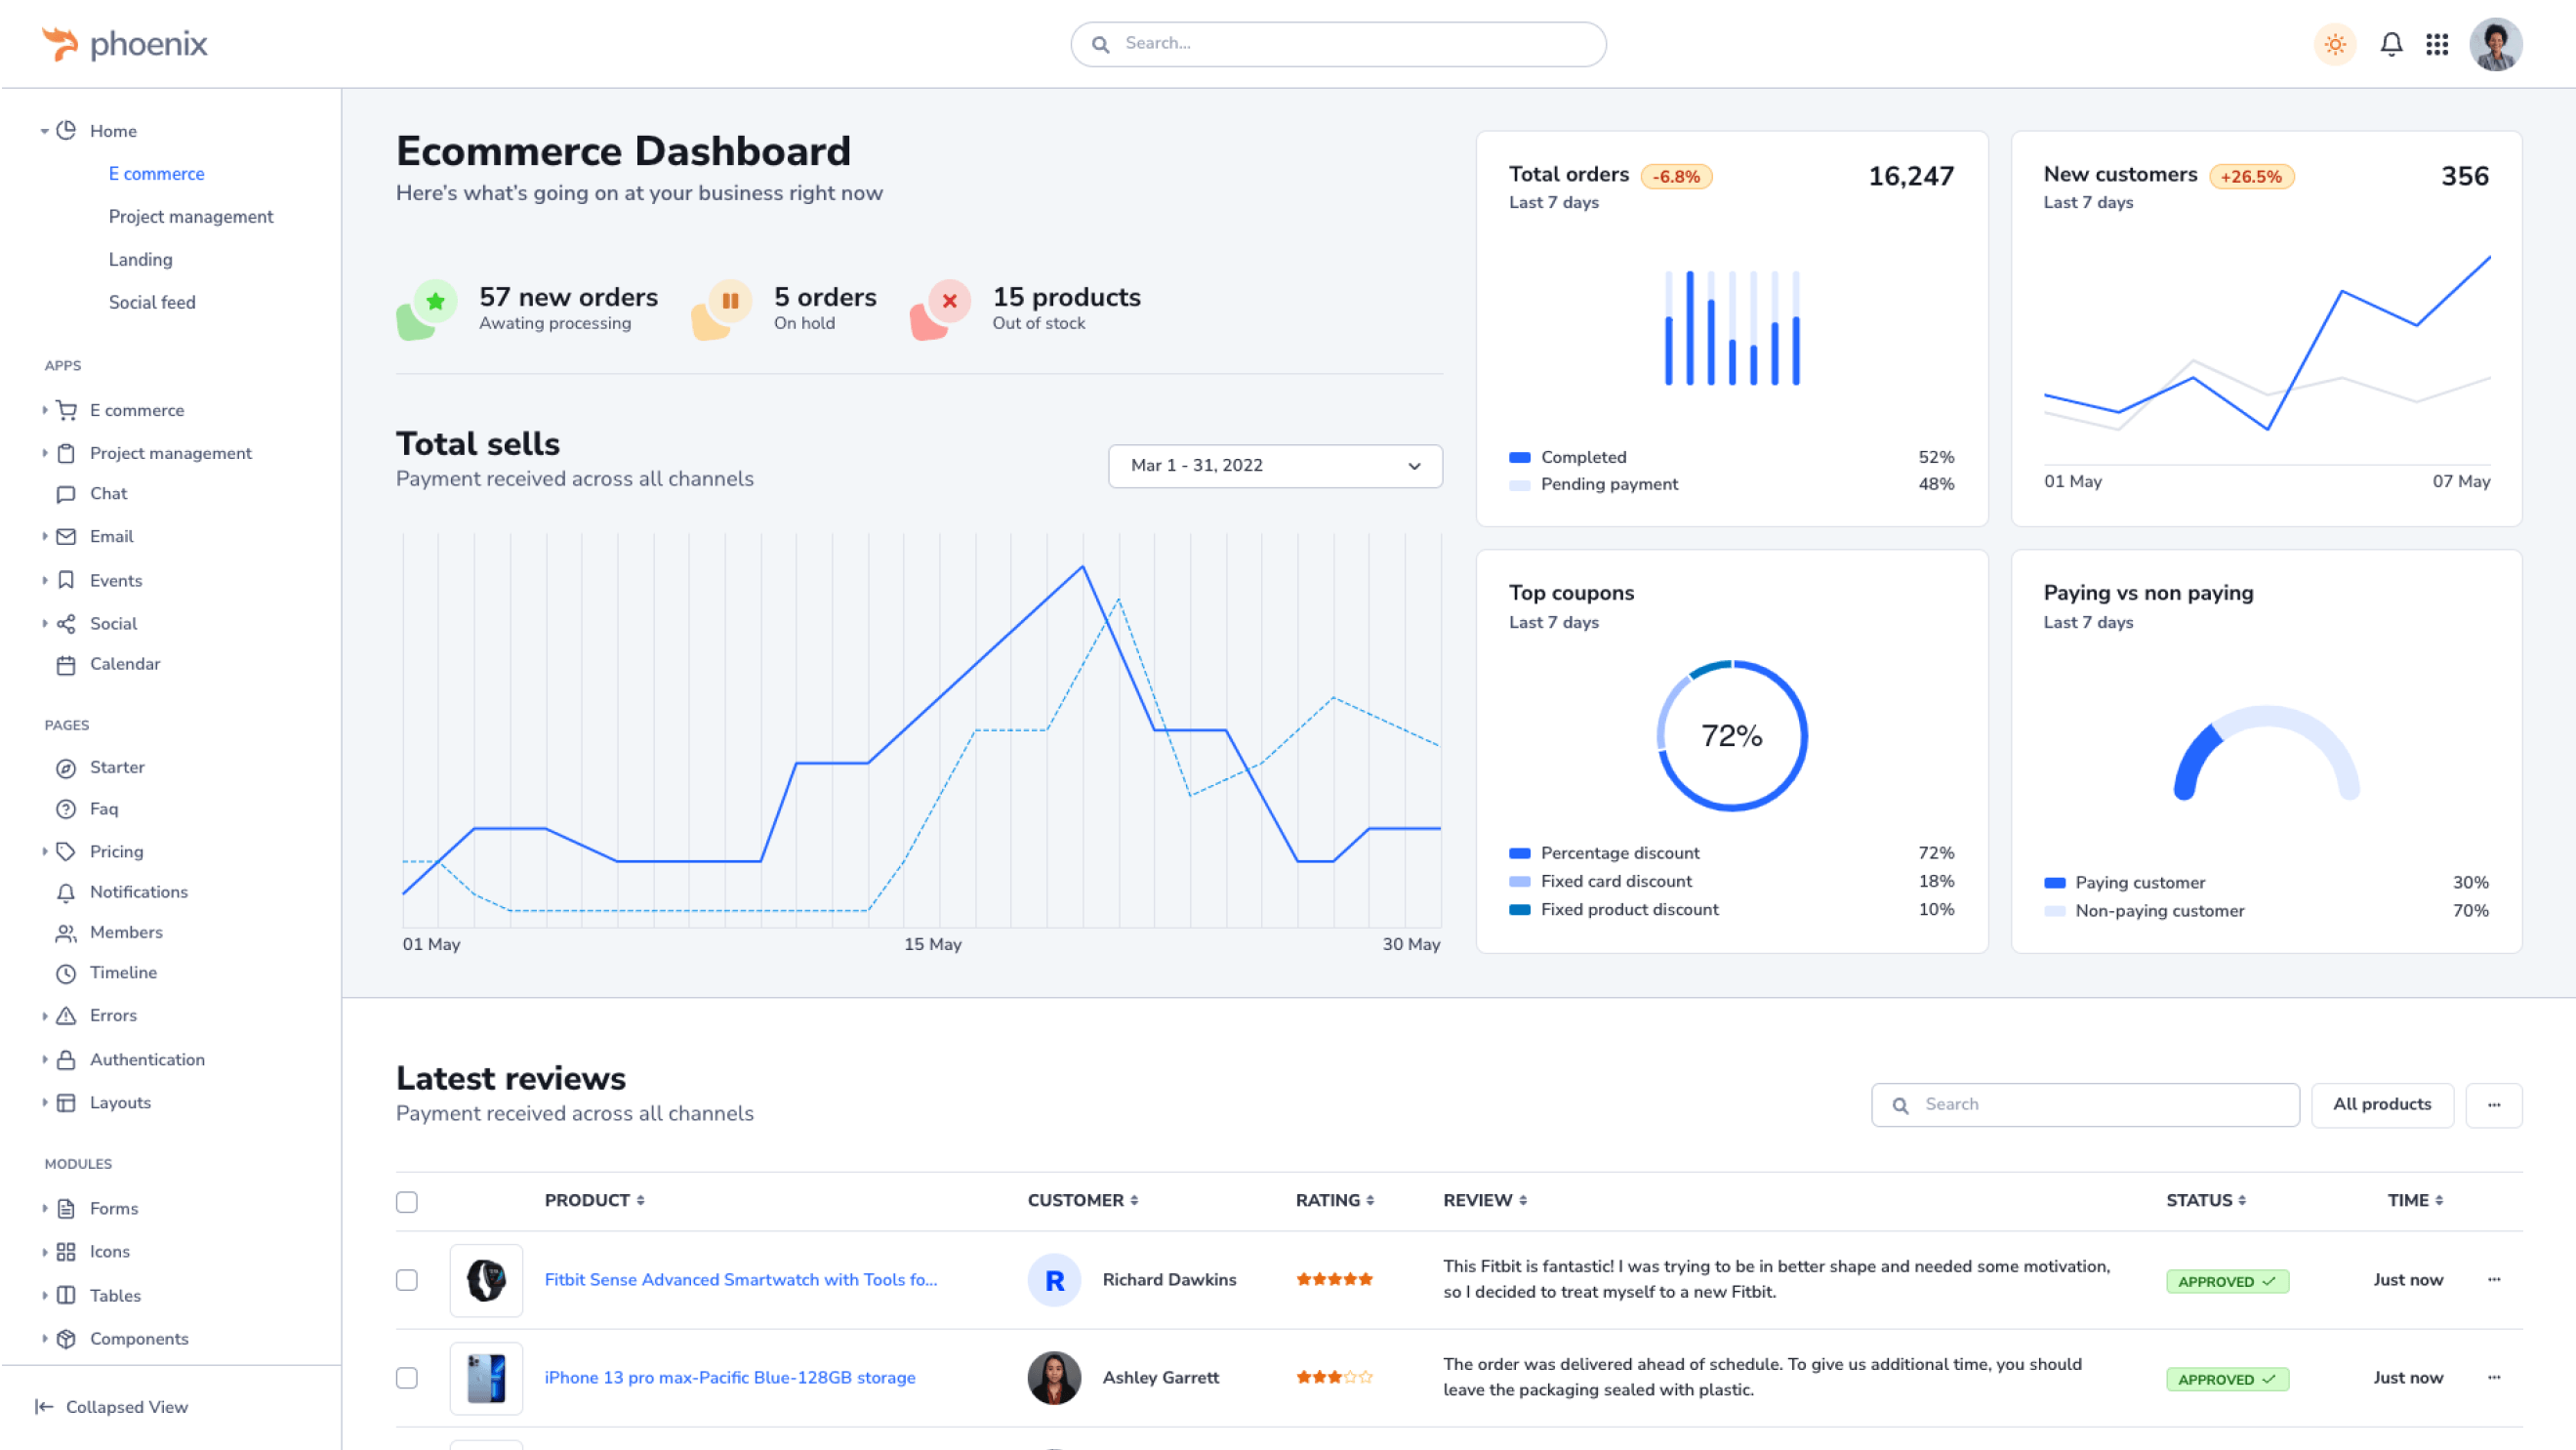 phoenix
Search...
Home
E commerce
Project management
Landing
Social feed
APPS
E commerce
Project management
Chat
Email
Events
Social
Calendar
PAGES
Starter
Faq
Pricing
Notifications
Members
Timeline
Errors
Authentication
Layouts
MODULES
Forms
Icons
Tables
Components
Collapsed View
Ecommerce Dashboard
Here's what's going on at your business right now
57 new orders
Awating processing
5 orders
On hold
15 products
Out of stock
Total sells
Payment received across all channels
Mar 1 - 31, 2022
01 May 15 May 30 May
Total orders -6.8% 16,247
Last 7 days
Completed 52%
Pending payment 48%
New customers +26.5% 356
Last 7 days
01 May 07 May
Top coupons
Last 7 days
72%
Percentage discount 72%
Fixed card discount 18%
Fixed product discount 10%
Paying vs non paying
Last 7 days
Paying customer 30%
Non-paying customer 70%
Latest reviews
Payment received across all channels
Search
All products
...
PRODUCT CUSTOMER RATING REVIEW STATUS TIME
Fitbit Sense Advanced Smartwatch with Tools fo...
R
Richard Dawkins
This Fitbit is fantastic! I was trying to be in better shape and needed some motivation,
so I decided to treat myself to a new Fitbit.
APPROVED
Just now
...
iPhone 13 pro max-Pacific Blue-128GB storage
Ashley Garrett
The order was delivered ahead of schedule. To give us additional time, you should
leave the packaging sealed with plastic.
APPROVED
Just now
...